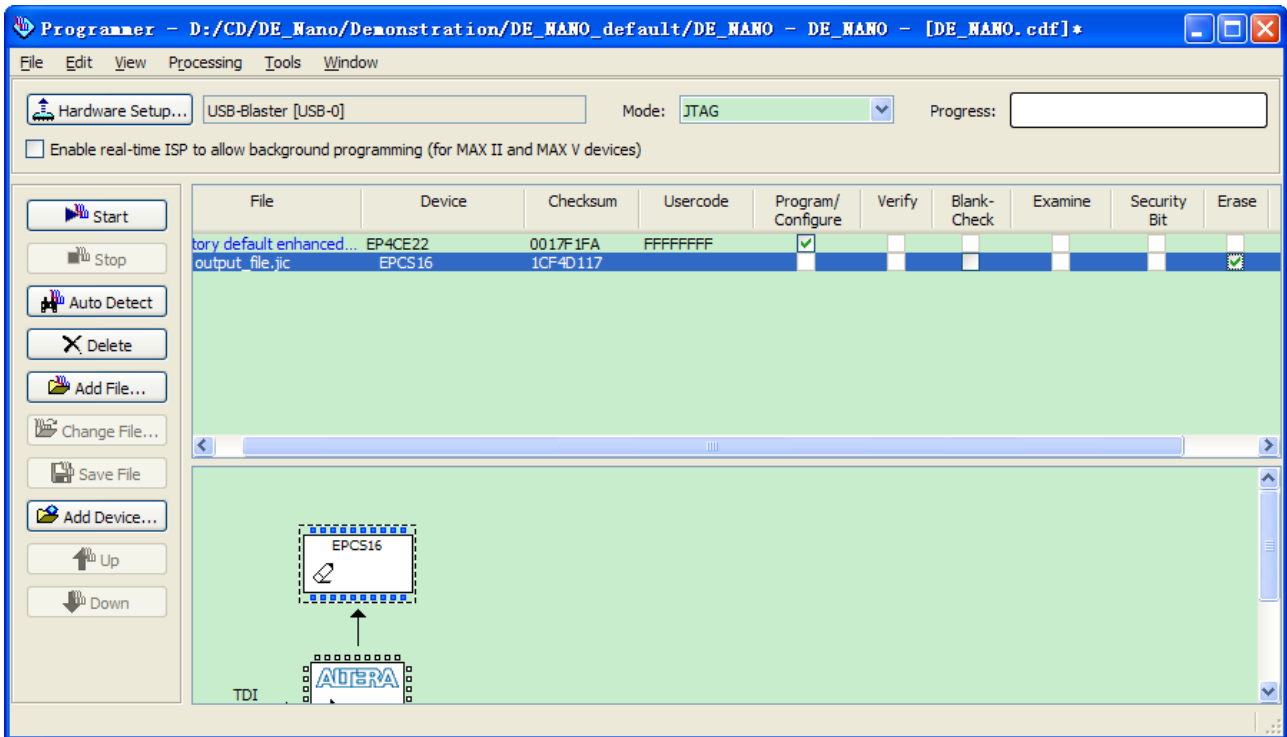 Programmer - D:/CD/DE_Nano/Demonstration/DE_NANO_default/DE_NANO - DE_NANO - [DE_NANO.cdf]*
File Edit View Processing Tools Window
Hardware Setup... USB-Blaster [USB-0] Mode: JTAG Progress:
Enable real-time ISP to allow background programming (for MAX II and MAX V devices)
Start
Stop
Auto Detect
Delete
Add File...
Change File...
Save File
Add Device...
Up
Down
File Device Checksum Usercode Program/ Verify Blank- Examine Security Erase
Configure Check Bit
tory default enhanced... EP4CE22 0017F1FA FFFFFFFF
output_file.jic EPCS16 1CF4D117
EPCS16
ALTERA
TDI